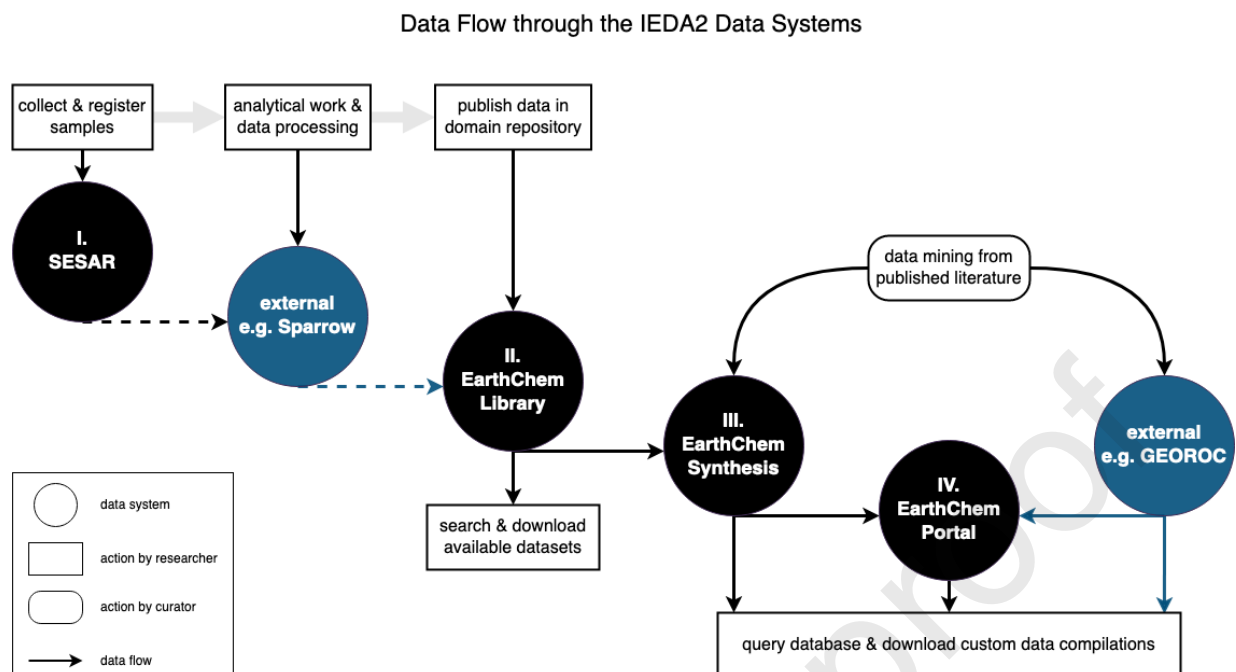 Data Flow through the IEDA2 Data Systems
collect & register
samples
analytical work &
data processing
publish data in
domain repository
I.
SESAR
external
e.g. Sparrow
II.
EarthChem
Library
data mining from
published literature
III.
EarthChem
Synthesis
external
e.g. GEOROC
IV.
EarthChem
Portal
search & download
available datasets
query database & download custom data compilations
data system
action by researcher
action by curator
data flow
proof